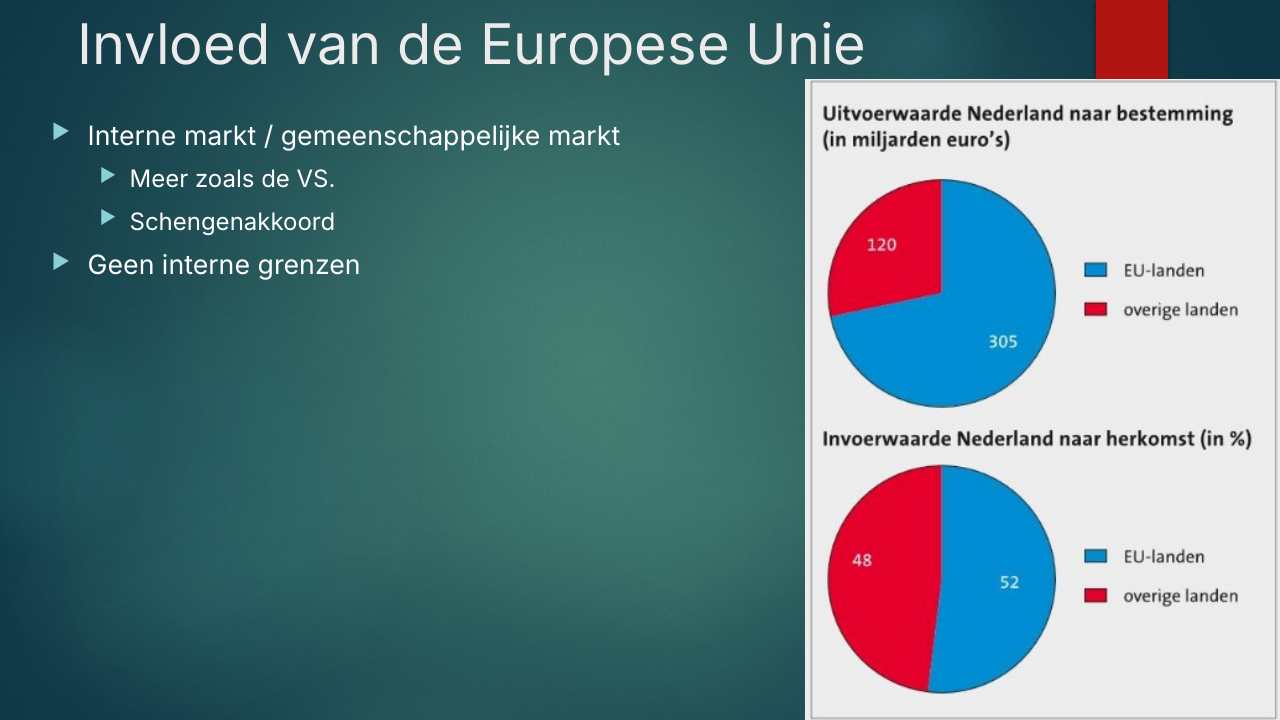 Invloed van de Europese Unie
Interne markt / gemeenschappelijke markt
Meer zoals de VS.
Schengenakkoord
Geen interne grenzen
Uitvoerwaarde Nederland naar bestemming
(in miljarden euro's)
120
305
EU-landen
overige landen
Invoerwaarde Nederland naar herkomst (in %)
48
52
EU-landen
overige landen